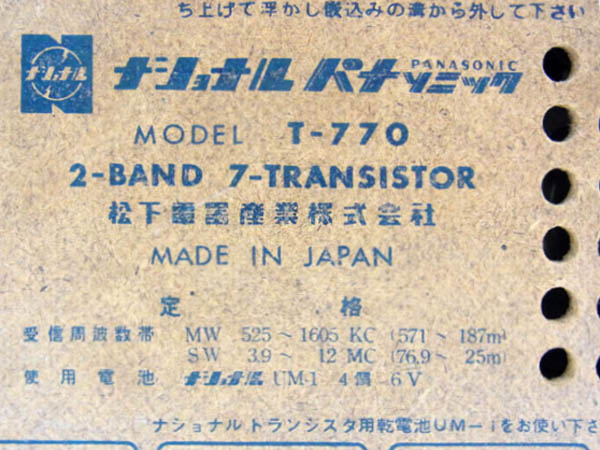 ち上げて浮かし嵌込みの溝から外して下さい
ナショナル
ナショナル パナソニック PANASONIC
MODEL T-770
2-BAND 7-TRANSISTOR
松下電器産業株式会社
MADE IN JAPAN
定格
受信周波数帯 MW 525～1605 KC (571～187m)
SW 3.9～12 MC (76.9～25m)
使用電池 ナショナル UM-1 4個 6V
ナショナルトランジスタ用乾電池UM-1をお使い下さ